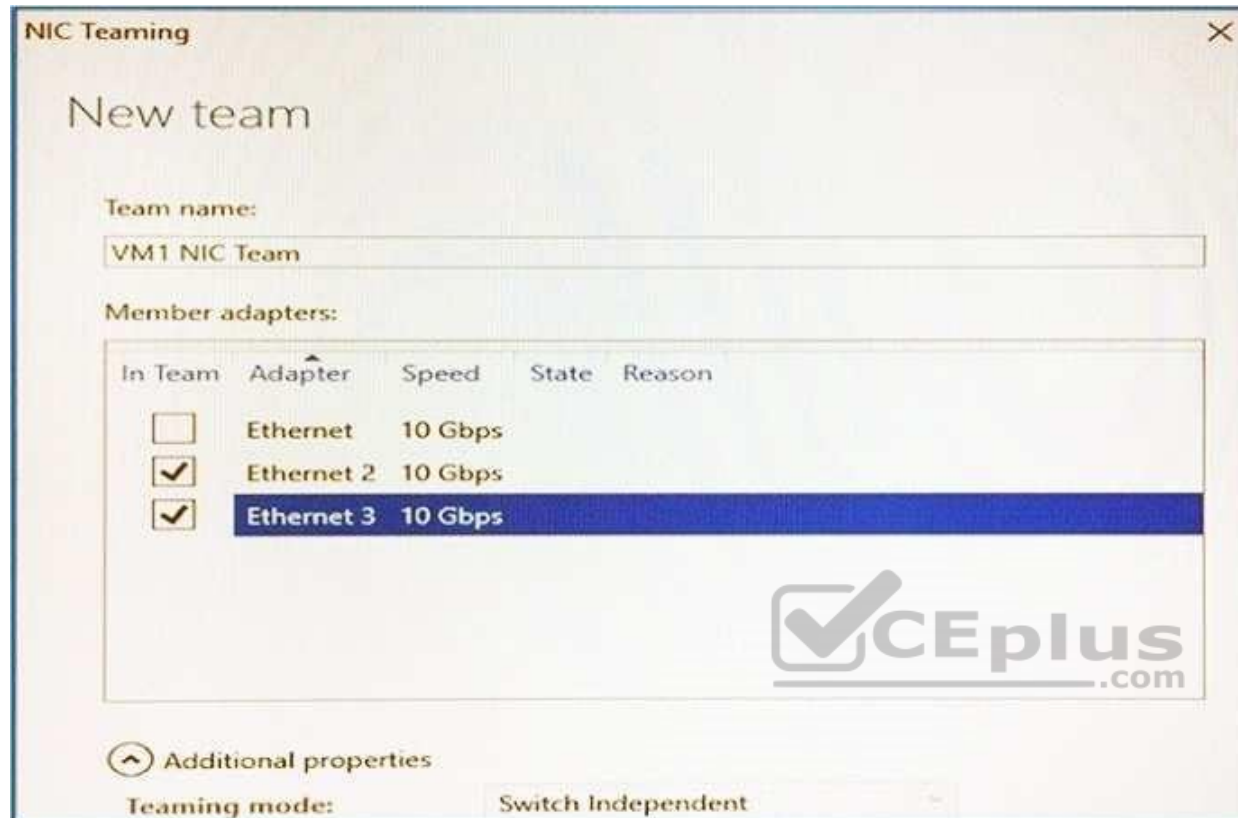 NIC Teaming
New team
Team name:
VM1 NIC Team
Member adapters:
In Team Adapter Speed State Reason
Ethernet 10 Gbps
Ethernet 2 10 Gbps
Ethernet 3 10 Gbps
CEplus
.com
Additional properties
Teaming mode: Switch Independent